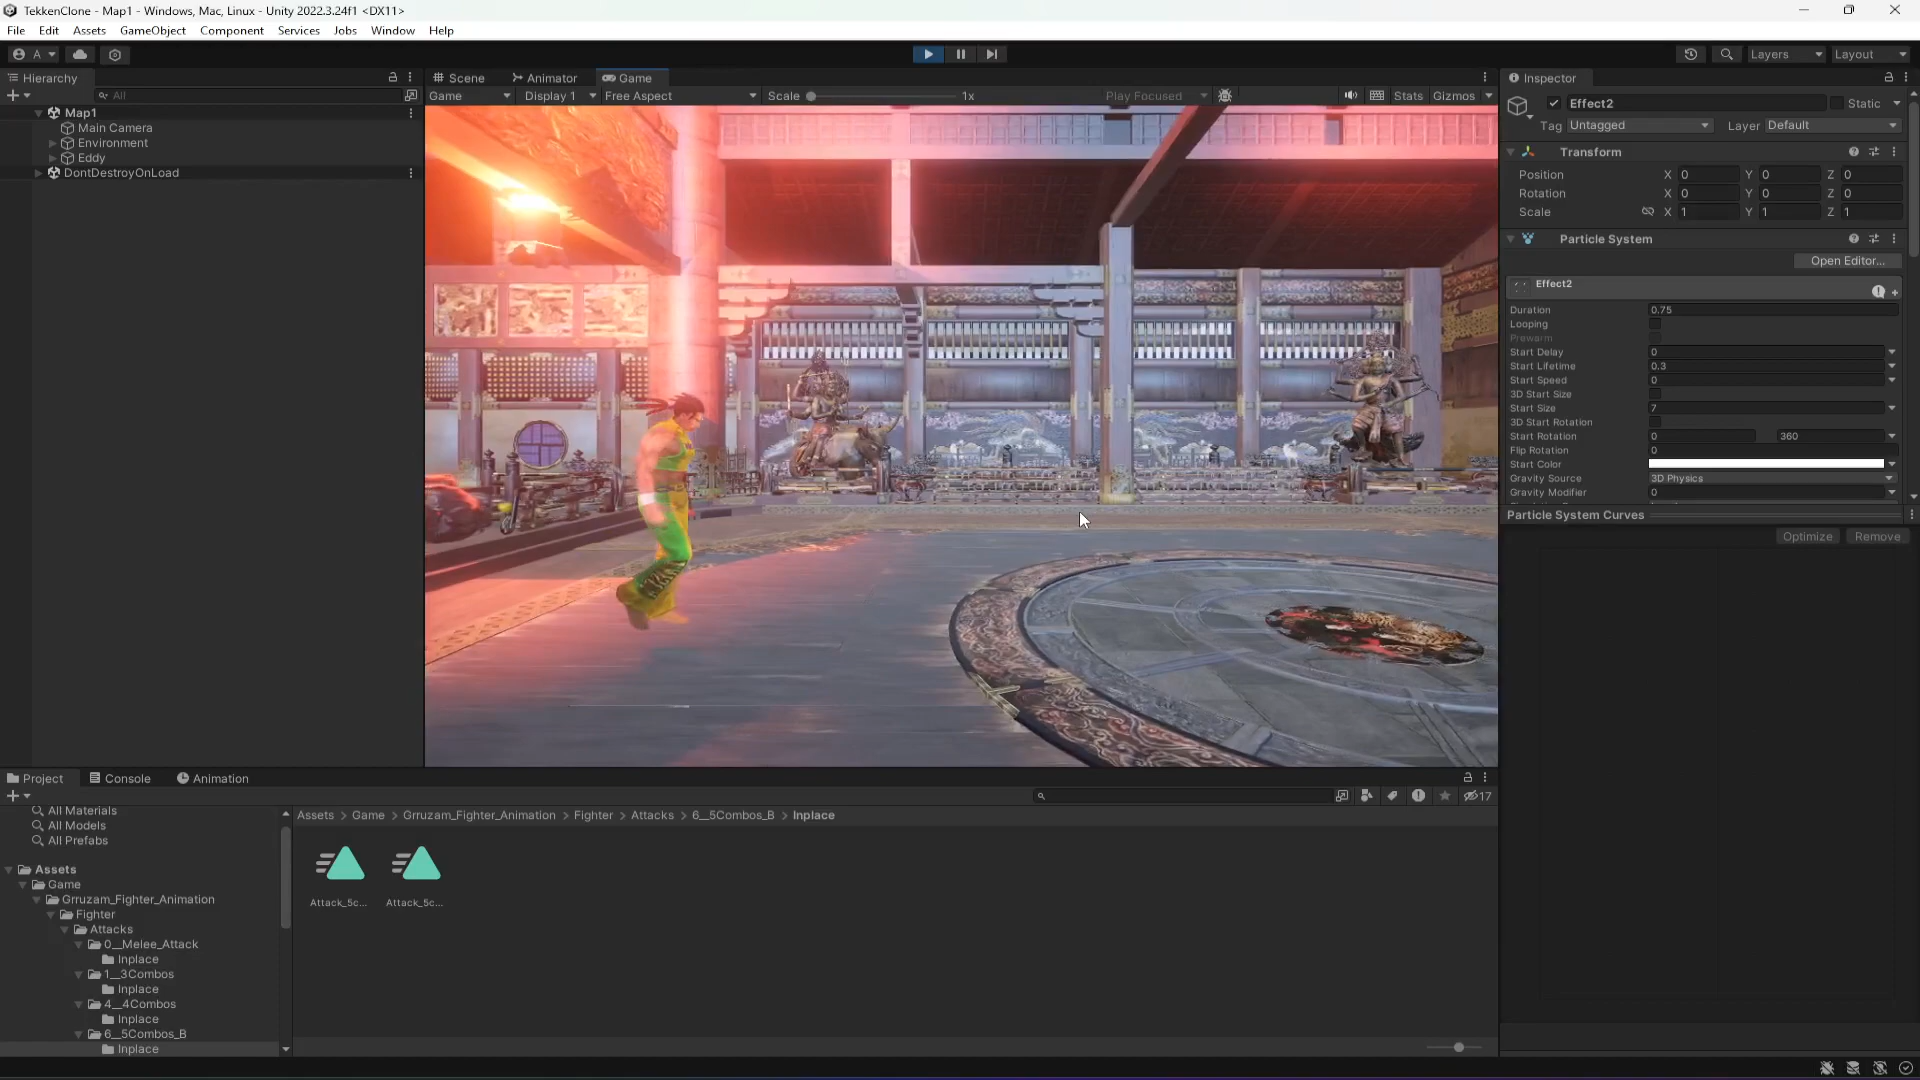 TekkenClone - Map1 - Windows, Mac, Linux - Unity 2022.3.24f1 <DX11>
File Edit Assets GameObject Component Services Jobs Window Help
A Layers Layout
Hierarchy
All
Map1
Main Camera
Environment
Eddy
DontDestroyOnLoad
Scene Animator Game
Game Display 1 Free Aspect Scale 1x Play Focused Stats Gizmos
Inspector
Effect2 Static
Tag Untagged Layer Default
Transform
Position X 0 Y 0 Z 0
Rotation X 0 Y 0 Z 0
Scale X 1 Y 1 Z 1
Particle System
Open Editor...
Effect2
Duration 0.75
Looping
Prewarm
Start Delay 0
Start Lifetime 0.3
Start Speed 0
3D Start Size
Start Size 7
3D Start Rotation
Start Rotation 0 360
Flip Rotation 0
Start Color
Gravity Source 3D Physics
Gravity Modifier 0
Particle System Curves
Optimize Remove
Project Console Animation
17
All Materials
All Models
All Prefabs
Assets
Game
Grruzam_Fighter_Animation
Fighter
Attacks
0__Melee_Attack
Inplace
1__3Combos
Inplace
4__4Combos
Inplace
6__5Combos_B
Inplace
Assets > Game > Grruzam_Fighter_Animation > Fighter > Attacks > 6__5Combos_B > Inplace
Attack_5c... Attack_5c...